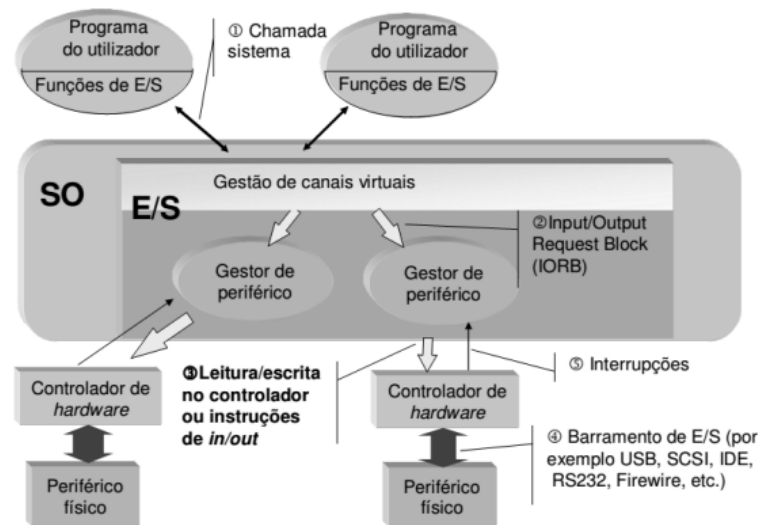 Programa
do utilizador
Funções de E/S
① Chamada
sistema
Programa
do utilizador
Funções de E/S
SO
E/S
Gestão de canais virtuais
②Input/Output
Request Block
(IORB)
Gestor de
periférico
Gestor de
periférico
③Leitura/escrita
no controlador
ou instruções
de in/out
⑤ Interrupções
Controlador de
hardware
Controlador de
hardware
④ Barramento de E/S (por
exemplo USB, SCSI, IDE,
RS232, Firewire, etc.)
Periférico
físico
Periférico
físico